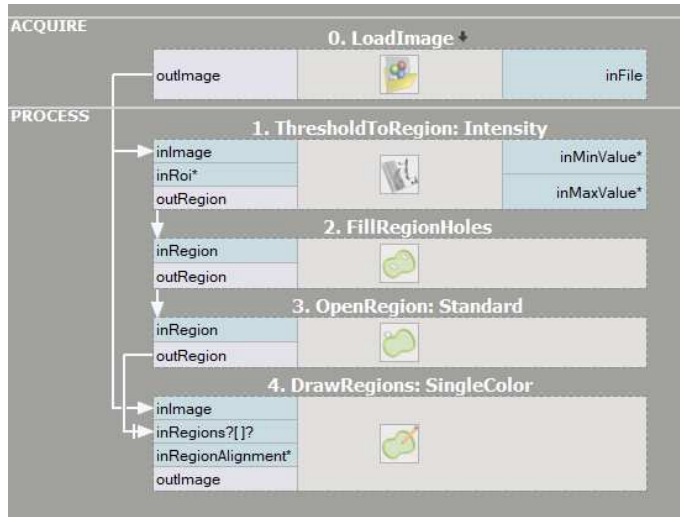 ACQUIRE
0. LoadImage
outImage
inFile
PROCESS
1. ThresholdToRegion: Intensity
inImage
inMinValue*
inRoi*
inMaxValue*
outRegion
2. FillRegionHoles
inRegion
outRegion
3. OpenRegion: Standard
inRegion
outRegion
4. DrawRegions: SingleColor
inImage
inRegions?[]?
inRegionAlignment*
outImage